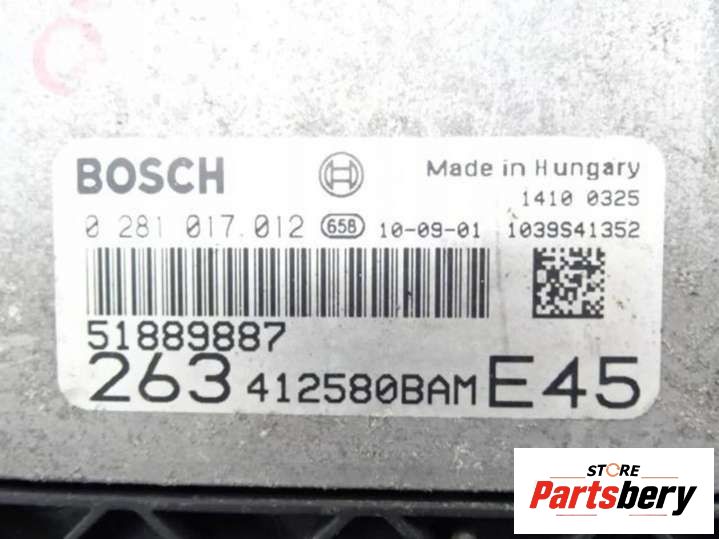 BOSCH Made in Hungary
1410 0325
0 281 017.012 658 10-09-01 1039S41352
51889887
263 412580BAM E45
STORE
Partsbery